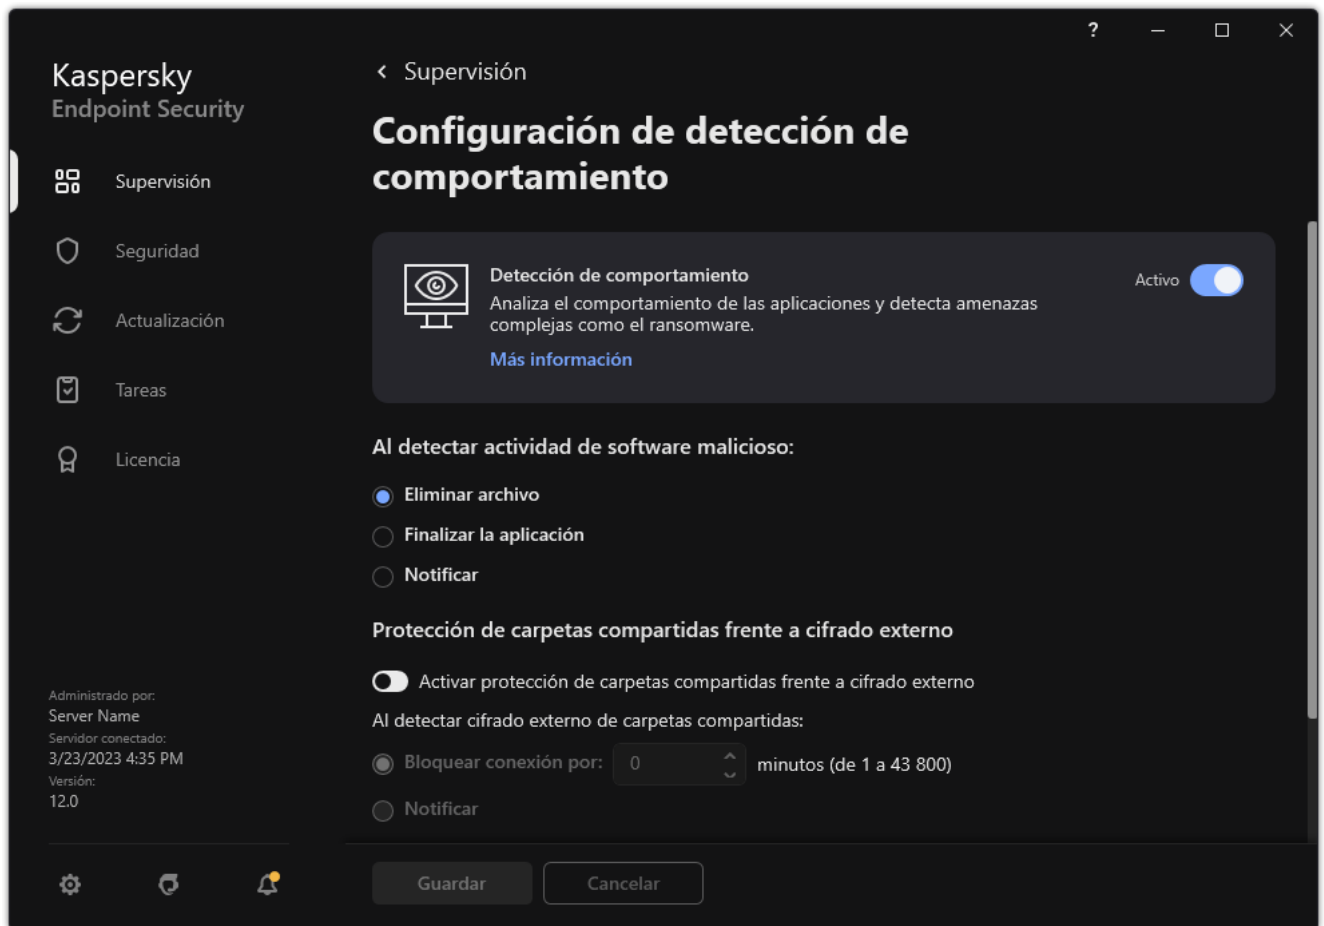 ?
Kaspersky
Endpoint Security
Supervisión
Seguridad
Actualización
Tareas
Licencia
Administrado por:
Server Name
Servidor conectado:
3/23/2023 4:35 PM
Versión:
12.0
Supervisión
Configuración de detección de
comportamiento
Detección de comportamiento
Analiza el comportamiento de las aplicaciones y detecta amenazas
complejas como el ransomware.
Más información
Activo
Al detectar actividad de software malicioso:
Eliminar archivo
Finalizar la aplicación
Notificar
Protección de carpetas compartidas frente a cifrado externo
Activar protección de carpetas compartidas frente a cifrado externo
Al detectar cifrado externo de carpetas compartidas:
Bloquear conexión por: 0 minutos (de 1 a 43 800)
Notificar
Guardar Cancelar